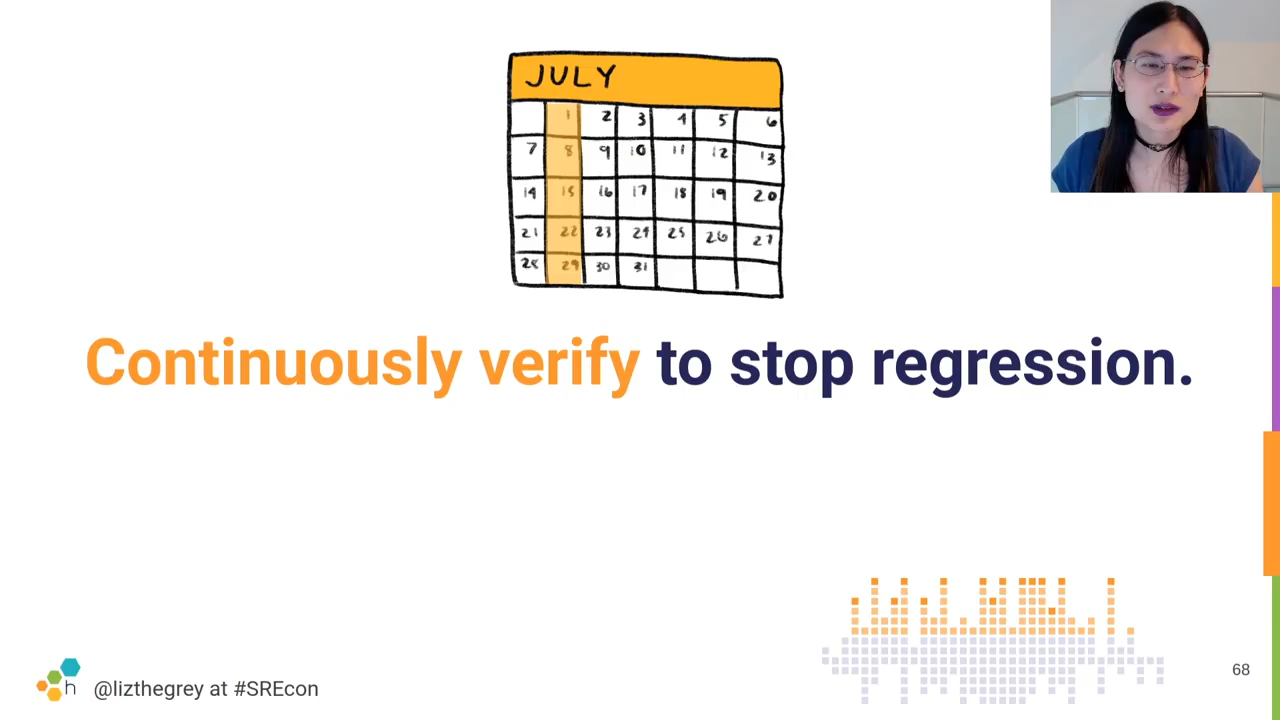 JULY
1 2 3 4 5 6
7 8 9 10 11 12 13
14 15 16 17 18 19 20
21 22 23 24 25 26 27
28 29 30 31
Continuously verify to stop regression.
h @lizthegrey at #SREcon
68